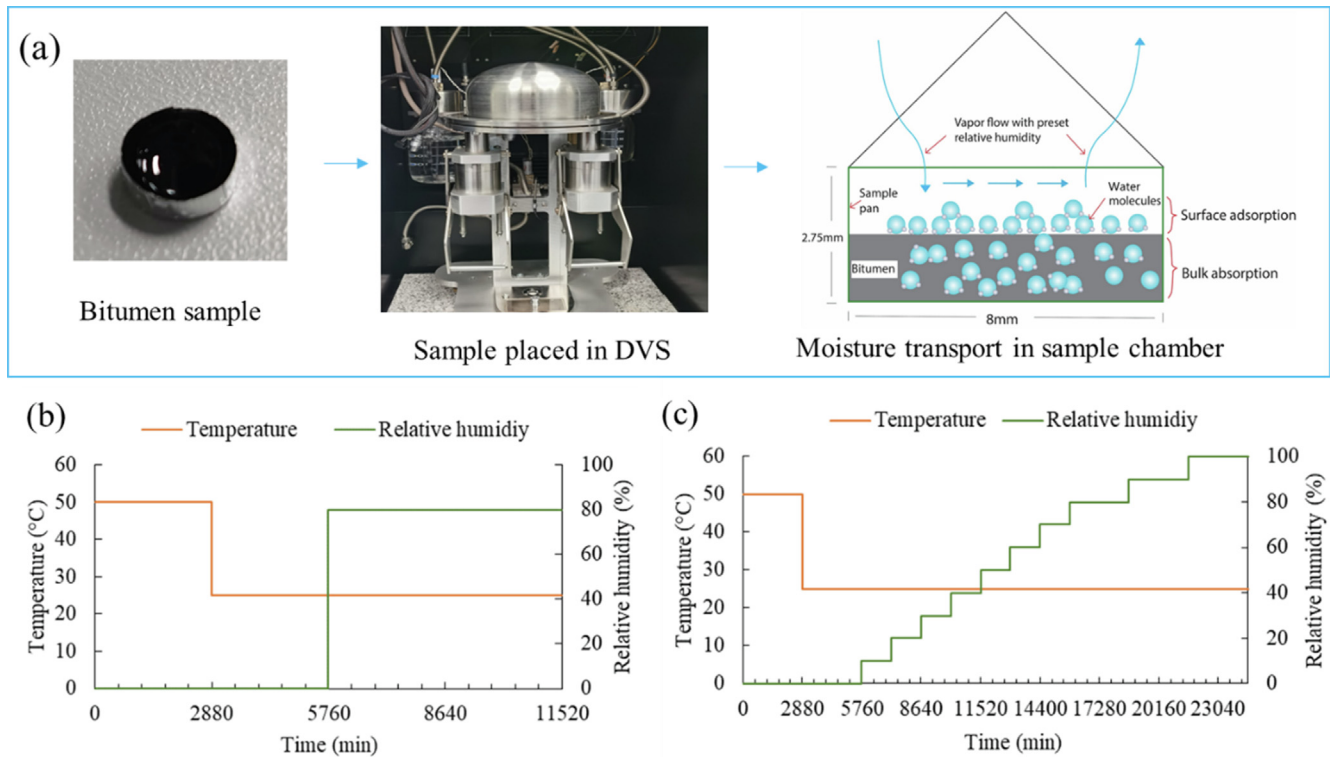 (a)
Bitumen sample
Sample placed in DVS
Vapor flow with preset
relative humidity
Sample
pan
Water
molecules
Surface adsorption
2.75mm
Bitumen
Bulk absorption
8mm
Moisture transport in sample chamber
(b)
Temperature
Relative humidiy
60
50
40
30
20
10
0
Temperature (°C)
100
80
60
40
20
0
Relative humidity (%)
0 2880 5760 8640 11520
Time (min)
(c)
Temperature
Relative humidiy
60
50
40
30
20
10
0
Temperature (°C)
100
80
60
40
20
0
Relative humidity (%)
0 2880 5760 8640 11520 14400 17280 20160 23040
Time (min)